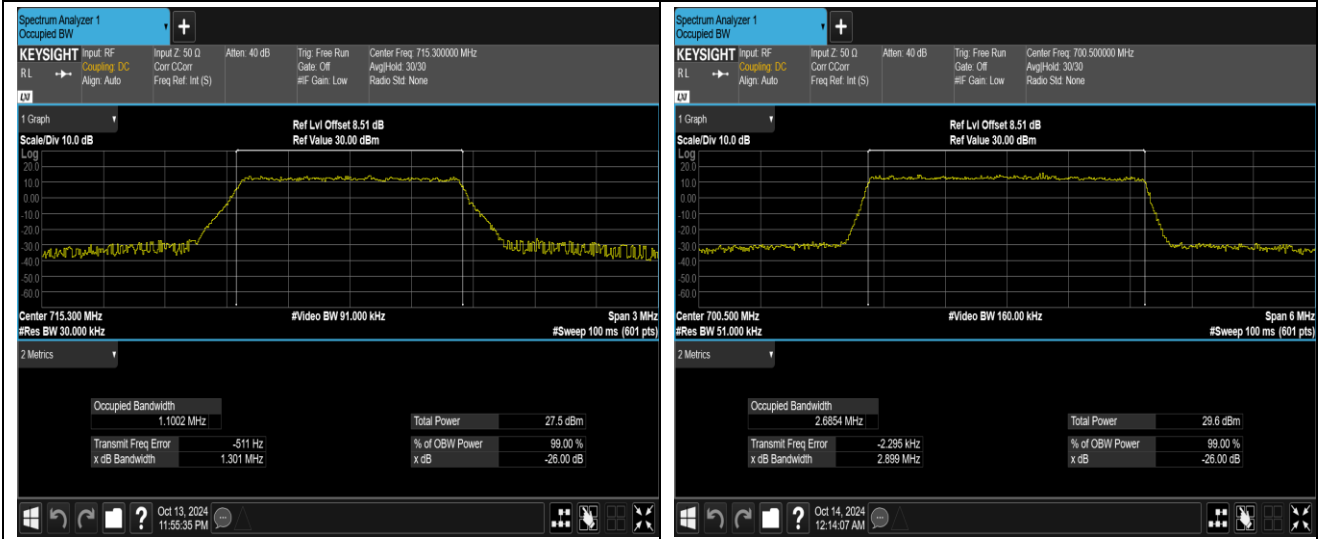 Spectrum Analyzer 1
Occupied BW
+
KEYSIGHT Input: RF Input Z: 50 Ω Atten: 40 dB Trig: Free Run Center Freq: 715.300000 MHz
RL Coupling: DC Corr CCorr Gate: Off Avg|Hold: 30/30
Align: Auto Freq Ref: Int (S) #IF Gain: Low Radio Std: None
LXI
1 Graph
Ref Lvl Offset 8.51 dB
Scale/Div 10.0 dB Ref Value 30.00 dBm
Log
20.0
10.0
0.00
-10.0
-20.0
-30.0
-40.0
-50.0
-60.0
Center 715.300 MHz #Video BW 91.000 kHz Span 3 MHz
#Res BW 30.000 kHz #Sweep 100 ms (601 pts)
2 Metrics
Occupied Bandwidth
1.1002 MHz Total Power 27.5 dBm
Transmit Freq Error -511 Hz % of OBW Power 99.00 %
x dB Bandwidth 1.301 MHz x dB -26.00 dB
? Oct 13, 2024
11:55:35 PM
Spectrum Analyzer 1
Occupied BW
+
KEYSIGHT Input: RF Input Z: 50 Ω Atten: 40 dB Trig: Free Run Center Freq: 700.500000 MHz
RL Coupling: DC Corr CCorr Gate: Off Avg|Hold: 30/30
Align: Auto Freq Ref: Int (S) #IF Gain: Low Radio Std: None
LXI
1 Graph
Ref Lvl Offset 8.51 dB
Scale/Div 10.0 dB Ref Value 30.00 dBm
Log
20.0
10.0
0.00
-10.0
-20.0
-30.0
-40.0
-50.0
-60.0
Center 700.500 MHz #Video BW 160.00 kHz Span 6 MHz
#Res BW 51.000 kHz #Sweep 100 ms (601 pts)
2 Metrics
Occupied Bandwidth
2.6854 MHz Total Power 29.6 dBm
Transmit Freq Error -2.295 kHz % of OBW Power 99.00 %
x dB Bandwidth 2.899 MHz x dB -26.00 dB
? Oct 14, 2024
12:14:07 AM